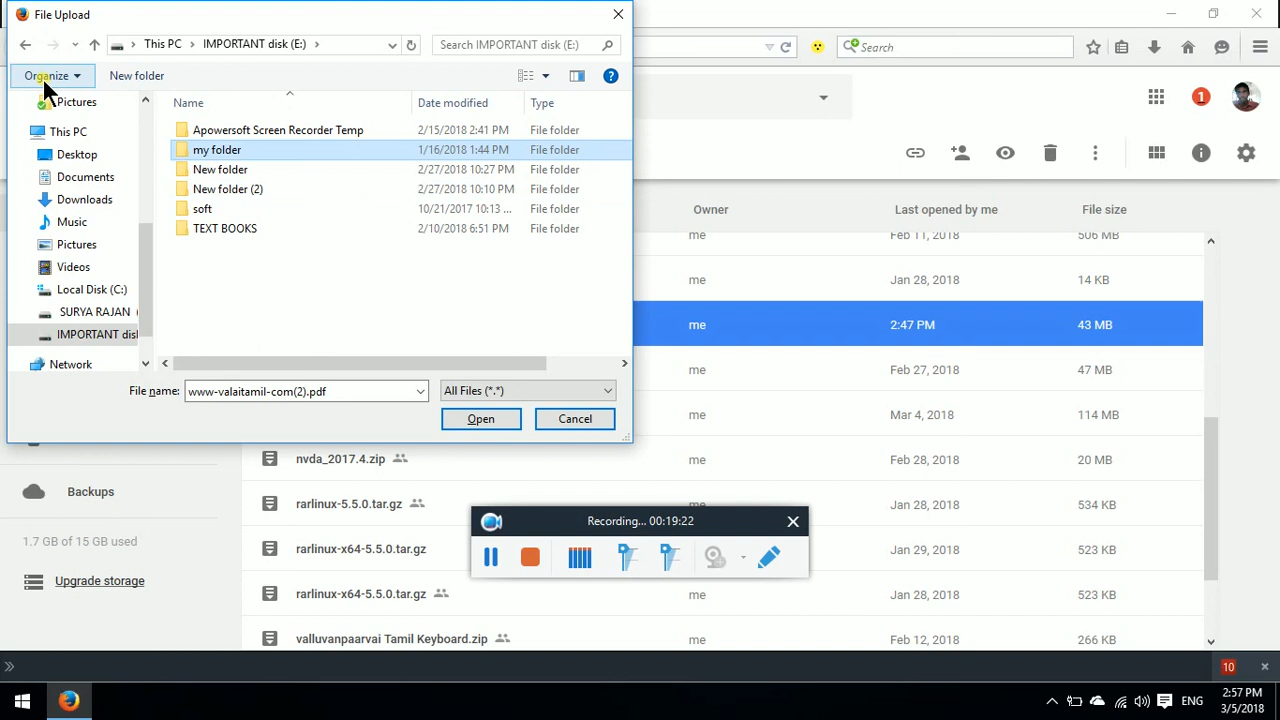 File Upload
This PC
IMPORTANT disk (E:)
Search IMPORTANT disk (E:)
Search
Organize
New folder
1
Pictures
This PC
Desktop
Documents
Downloads
Music
Pictures
Videos
Local Disk (C:)
SURYA RAJAN (
IMPORTANT dis
Network
Name
Date modified
Type
Apowersoft Screen Recorder Temp
2/15/2018 2:41 PM
File folder
my folder
1/16/2018 1:44 PM
File folder
New folder
2/27/2018 10:27 PM
File folder
New folder (2)
2/27/2018 10:10 PM
File folder
soft
10/21/2017 10:13 ...
File folder
TEXT BOOKS
2/10/2018 6:51 PM
File folder
File name:
www-valaitamil-com(2).pdf
All Files (*.*)
Open
Cancel
Owner
Last opened by me
File size
me
Feb 11, 2018
506 MB
me
Jan 28, 2018
14 KB
me
2:47 PM
43 MB
me
Feb 27, 2018
47 MB
me
Mar 4, 2018
114 MB
nvda_2017.4.zip
me
Feb 28, 2018
20 MB
rarlinux-5.5.0.tar.gz
me
Jan 28, 2018
534 KB
rarlinux-x64-5.5.0.tar.gz
Jan 29, 2018
523 KB
rarlinux-x64-5.5.0.tar.gz
me
Jan 28, 2018
523 KB
valluvanpaarvai Tamil Keyboard.zip
me
Feb 12, 2018
266 KB
Backups
1.7 GB of 15 GB used
Upgrade storage
Recording... 00:19:22
10
ENG
2:57 PM
3/5/2018